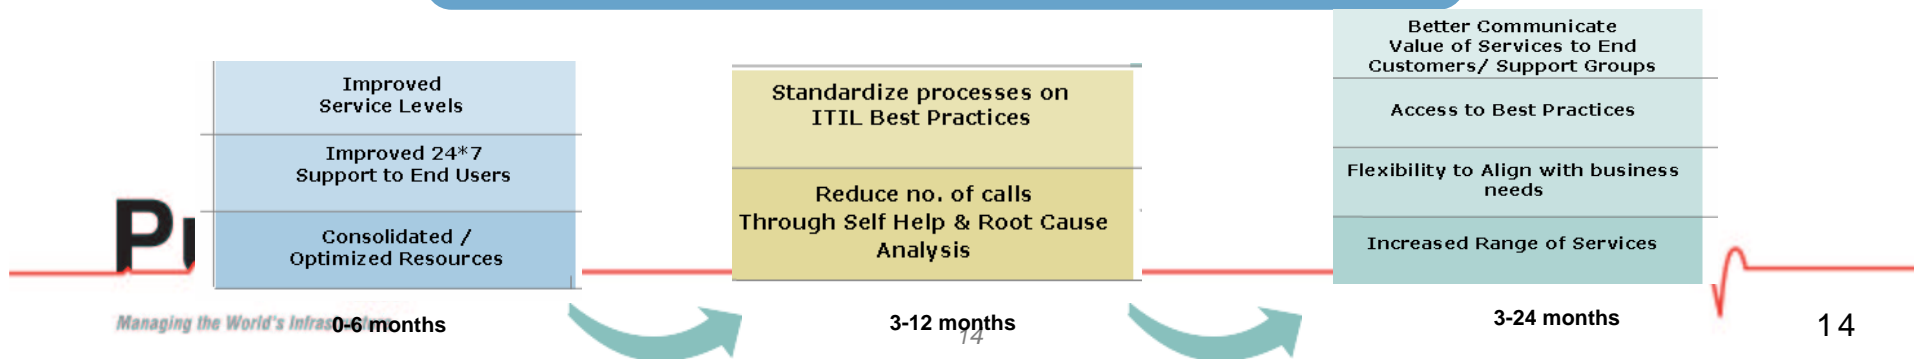 Improved
Service Levels
Improved 24*7
Support to End Users
Consolidated /
Optimized Resources
Standardize processes on
ITIL Best Practices
Reduce no. of calls
Through Self Help & Root Cause
Analysis
Better Communicate
Value of Services to End
Customers/ Support Groups
Access to Best Practices
Flexibility to Align with business
needs
Increased Range of Services
Managing the World's
0-6 months
3-12 months
3-24 months
14
14